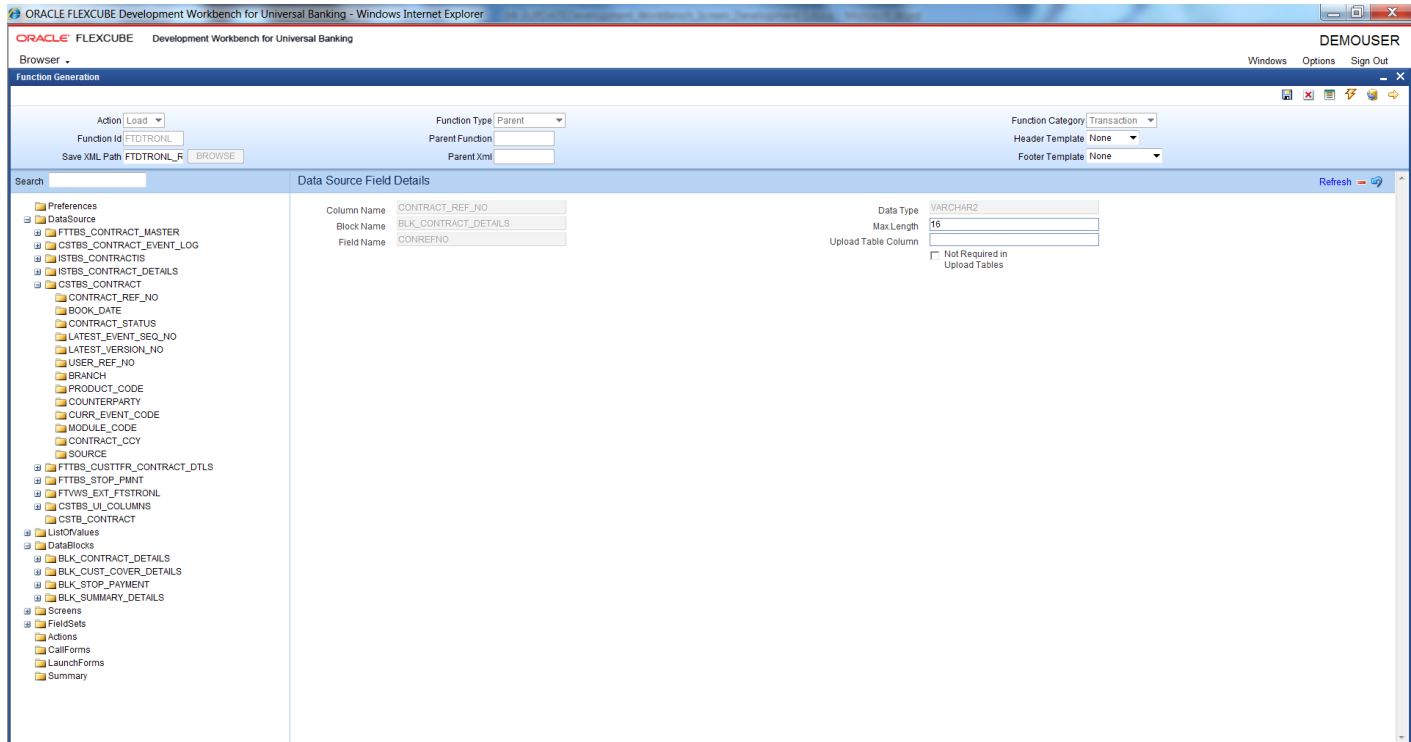 ORACLE FLEXCUBE Development Workbench for Universal Banking - Windows Internet Explorer
ORACLE FLEXCUBE Development Workbench for Universal Banking
DEMOUSER
Browser
Windows Options Sign Out
Function Generation
Action Load
Function Type Parent
Function Category Transaction
Function Id FTDTRONL
Parent Function
Header Template None
Save XML Path FTDTRONL_R BROWSE
Parent Xml
Footer Template None
Search
Data Source Field Details
Refresh
Preferences
DataSource
FTTBS_CONTRACT_MASTER
CSTBS_CONTRACT_EVENT_LOG
ISTBS_CONTRACTIS
ISTBS_CONTRACT_DETAILS
CSTBS_CONTRACT
CONTRACT_REF_NO
BOOK_DATE
CONTRACT_STATUS
LATEST_EVENT_SEQ_NO
LATEST_VERSION_NO
USER_REF_NO
BRANCH
PRODUCT_CODE
COUNTERPARTY
CURR_EVENT_CODE
MODULE_CODE
CONTRACT_CCY
SOURCE
FTTBS_CUSTTFR_CONTRACT_DTLS
FTTBS_STOP_PMNT
FTVWS_EXT_FTSTRONL
CSTBS_UI_COLUMNS
CSTB_CONTRACT
ListOfValues
DataBlocks
BLK_CONTRACT_DETAILS
BLK_CUST_COVER_DETAILS
BLK_STOP_PAYMENT
BLK_SUMMARY_DETAILS
Screens
FieldSets
Actions
CallForms
LaunchForms
Summary
Column Name CONTRACT_REF_NO
Block Name BLK_CONTRACT_DETAILS
Field Name CONREFNO
Data Type VARCHAR2
Max.Length 16
Upload Table Column
Not Required in
Upload Tables